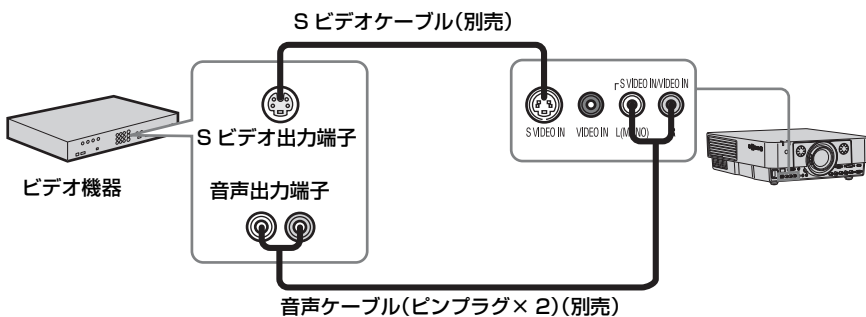 S ビデオケーブル（別売）
S VIDEO IN/VIDEO IN
S VIDEO IN
VIDEO IN
L(MONO)
S ビデオ出力端子
ビデオ機器
音声出力端子
音声ケーブル（ピンプラグ× 2）（別売）